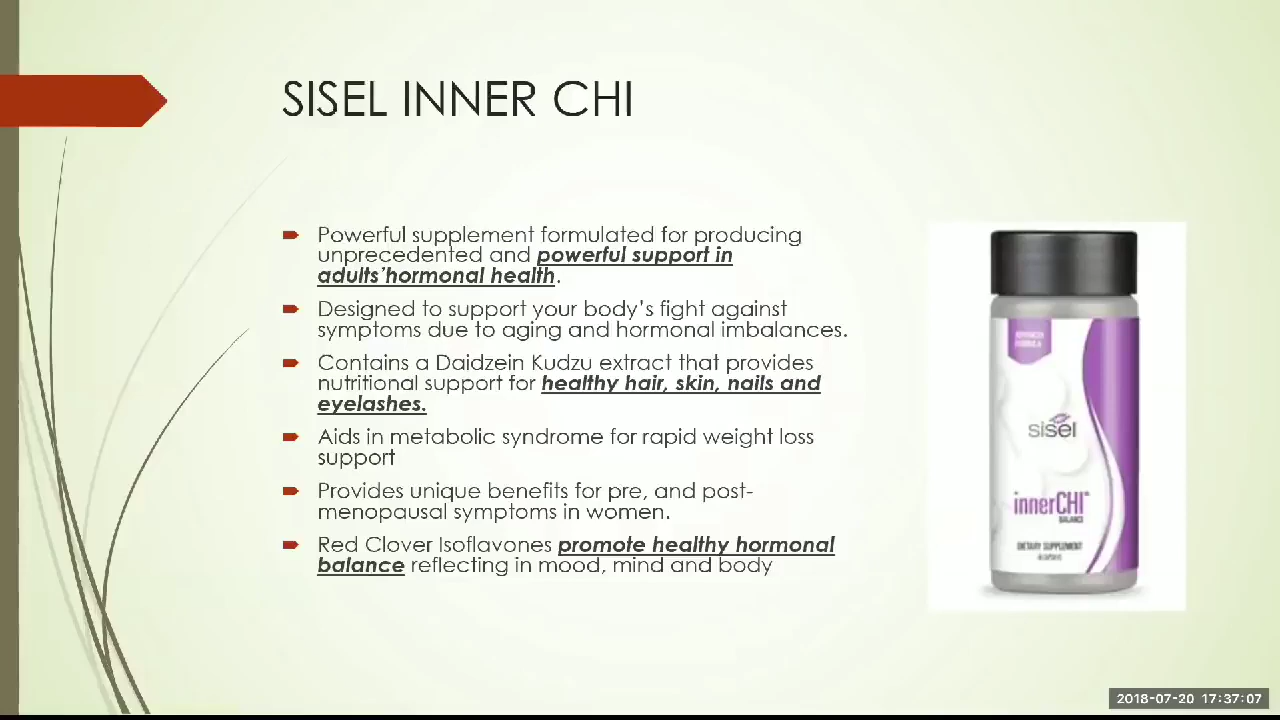 SISEL INNER CHI
Powerful supplement formulated for producing
unprecedented and powerful support in
adults'hormonal health.
Designed to support your body's fight against
symptoms due to aging and hormonal imbalances.
Contains a Daidzein Kudzu extract that provides
nutritional support for healthy hair, skin, nails and
eyelashes.
Aids in metabolic syndrome for rapid weight loss
support
Provides unique benefits for pre, and post-
menopausal symptoms in women.
Red Clover Isoflavones promote healthy hormonal
balance reflecting in mood, mind and body
sisel
innerCHI
BALANCE
DIETARY SUPPLEMENT
2018-07-20 17:37:07